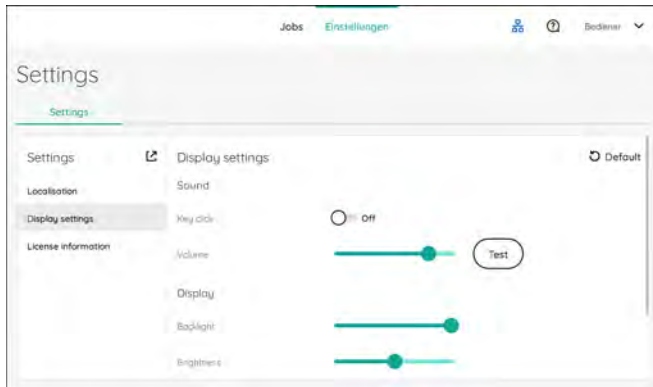 Jobs Einstellungen Bediener
Settings
Settings
Settings
Localisation
Display settings
License information
Display settings
Default
Sound
Key click
Off
Volume
Test
Display
Backlight
Brightness